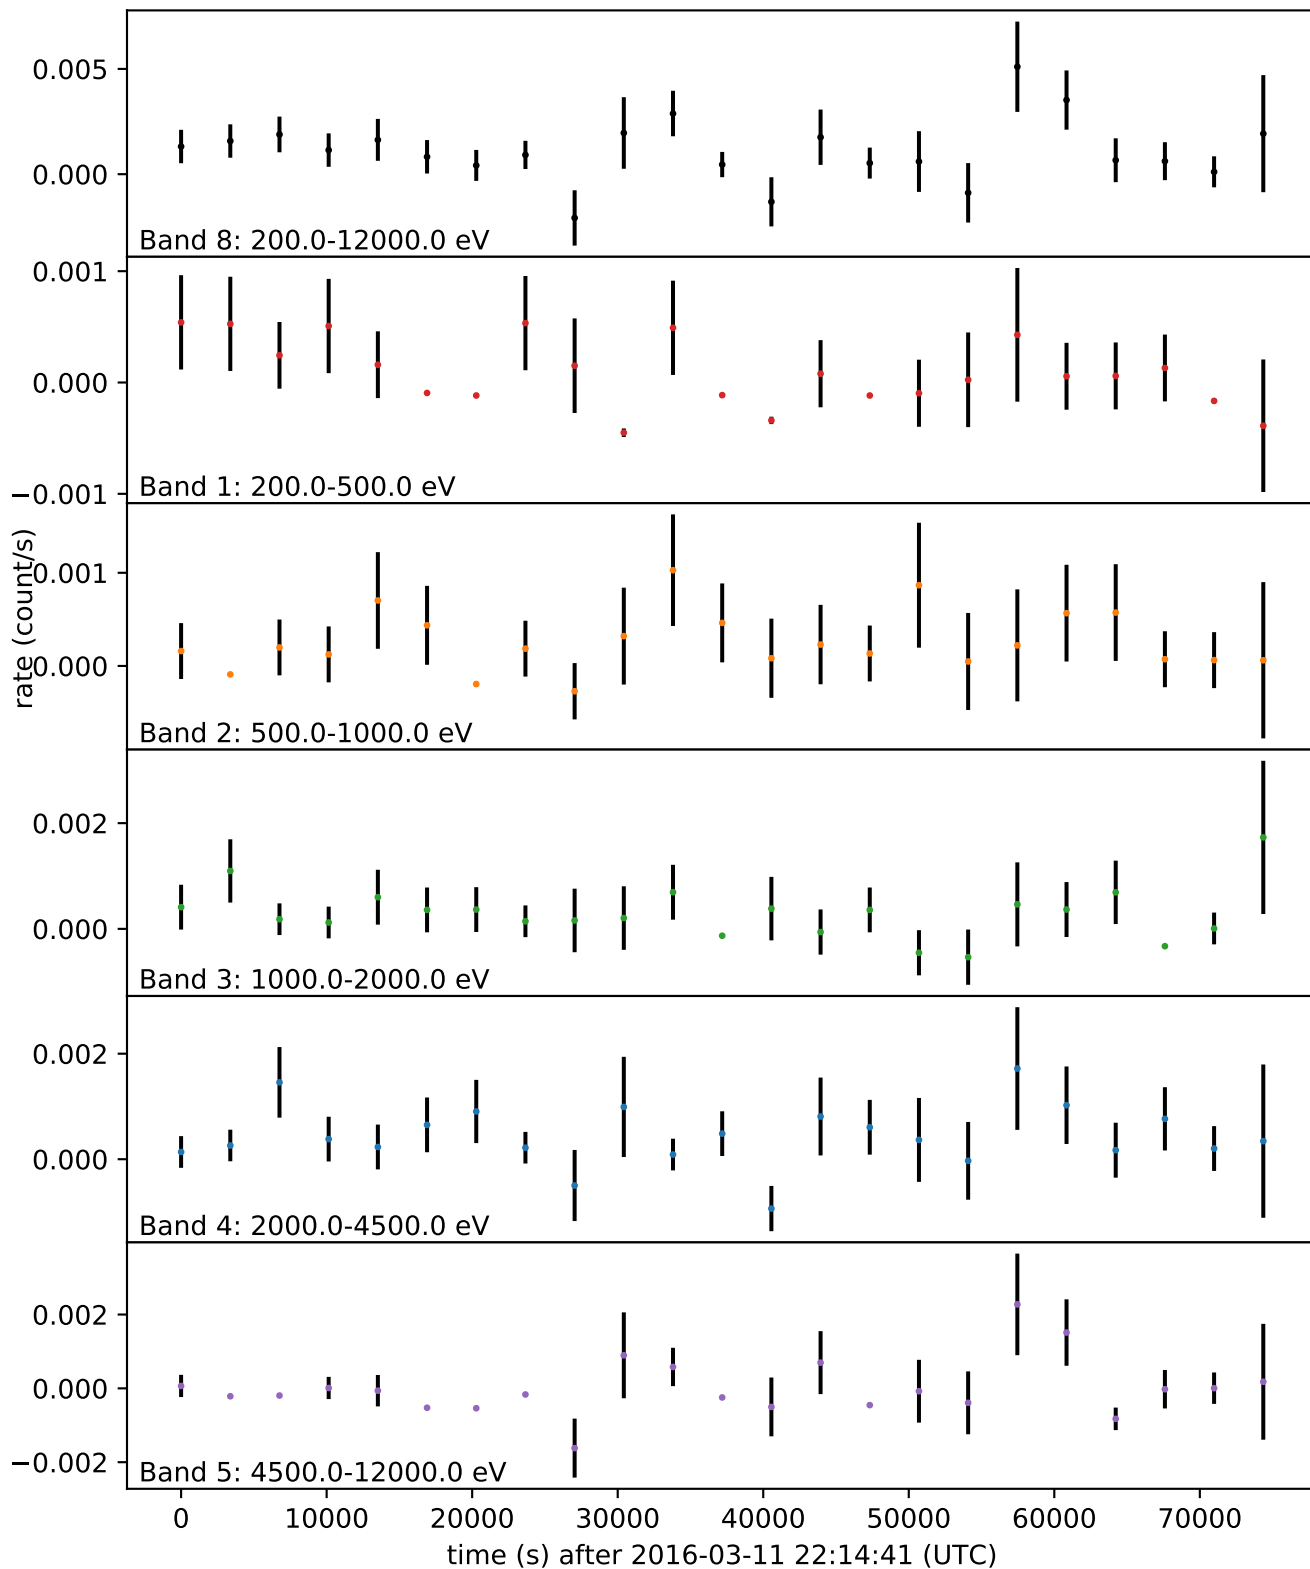 0.005
0.000
Band 8: 200.0-12000.0 eV
0.001
0.000
−0.001
Band 1: 200.0-500.0 eV
rate (count/s)
0.001
0.000
Band 2: 500.0-1000.0 eV
0.002
0.000
Band 3: 1000.0-2000.0 eV
0.002
0.000
Band 4: 2000.0-4500.0 eV
0.002
0.000
−0.002
Band 5: 4500.0-12000.0 eV
0 10000 20000 30000 40000 50000 60000 70000
time (s) after 2016-03-11 22:14:41 (UTC)